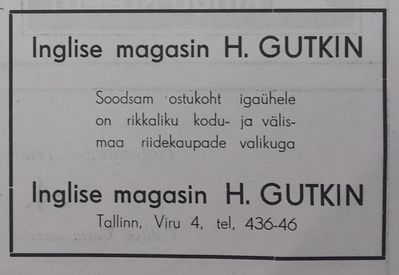 Inglise magasin H. GUTKIN
Soodsam ostukoht igaühele
on rikkaliku kodu- ja välis-
maa riidekaupade valikuga
Inglise magasin H. GUTKIN
Tallinn, Viru 4, tel, 436-46